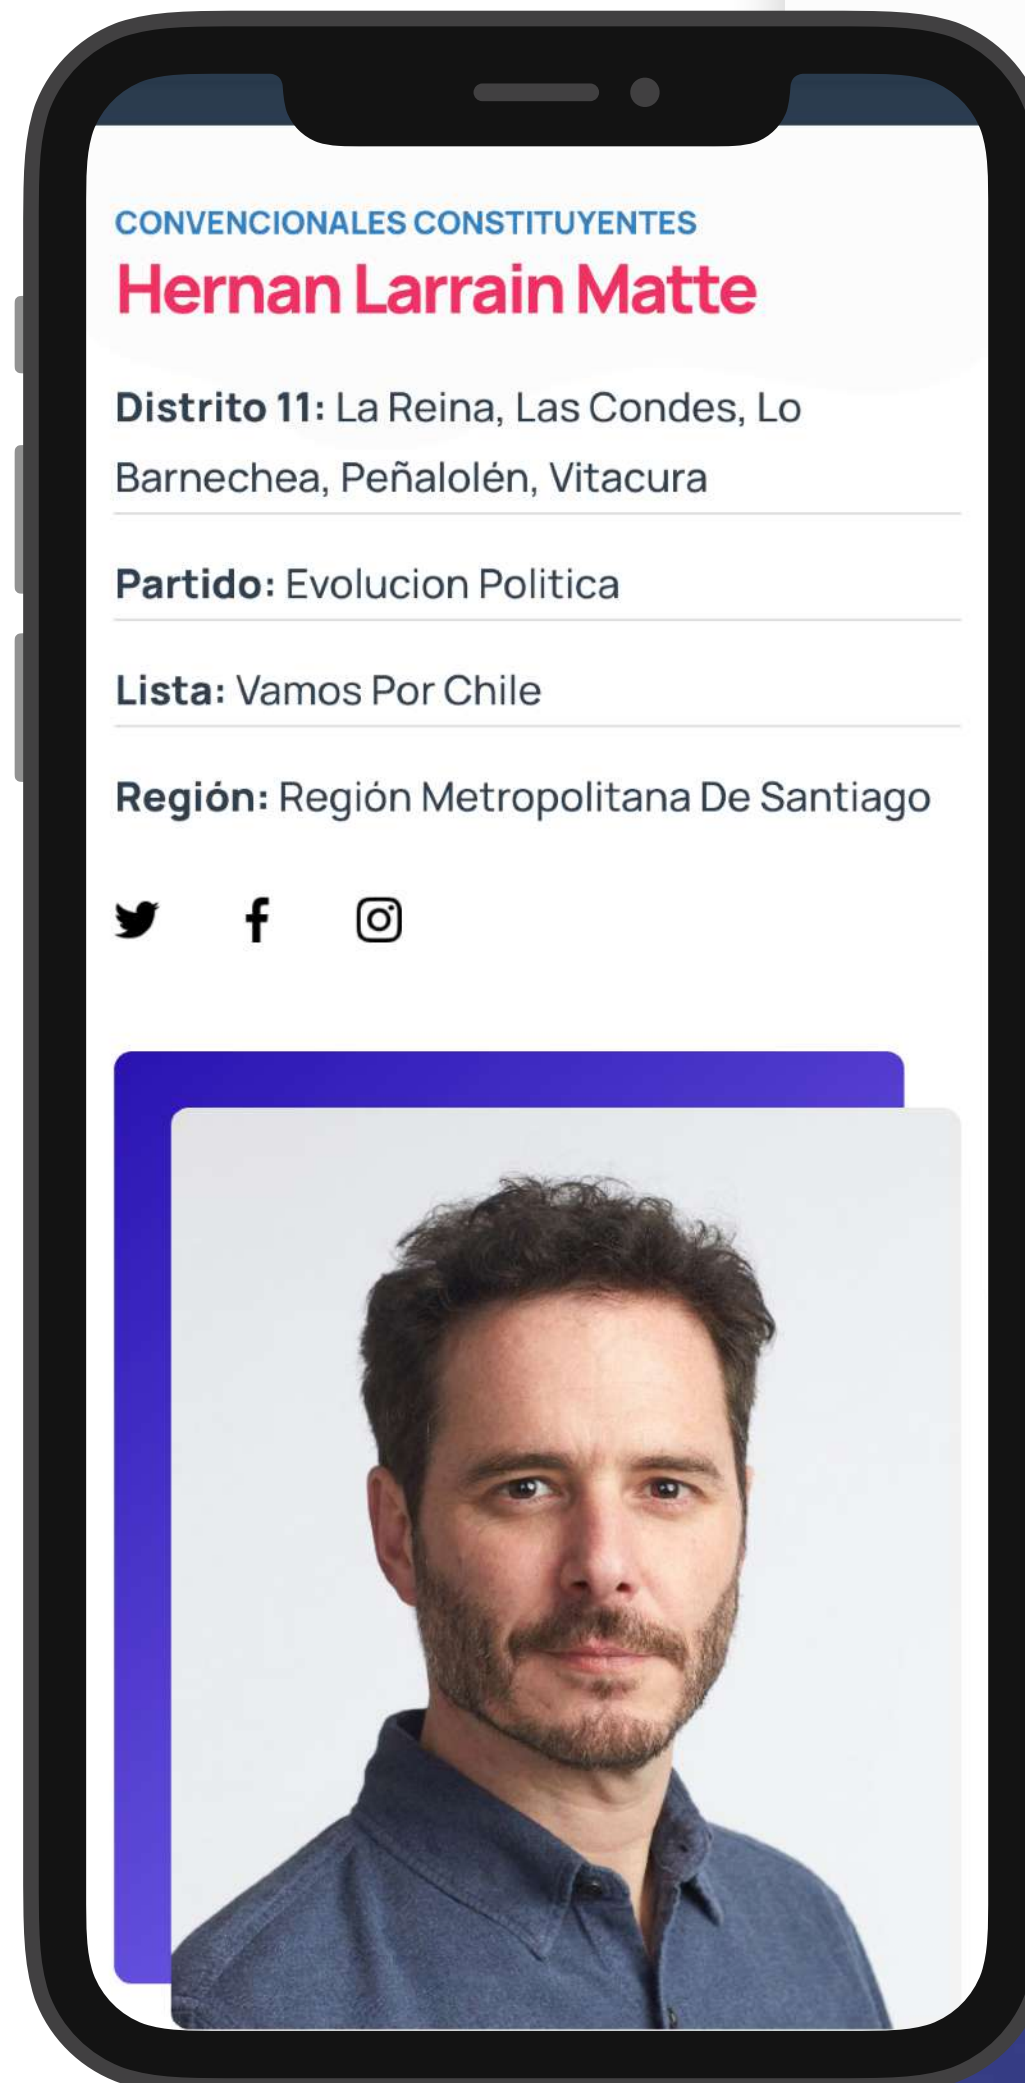 CONVENCIONALES CONSTITUYENTES
Hernan Larrain Matte
Distrito 11: La Reina, Las Condes, Lo
Barnechea, Peñalolén, Vitacura
Partido: Evolucion Politica
Lista: Vamos Por Chile
Región: Región Metropolitana De Santiago